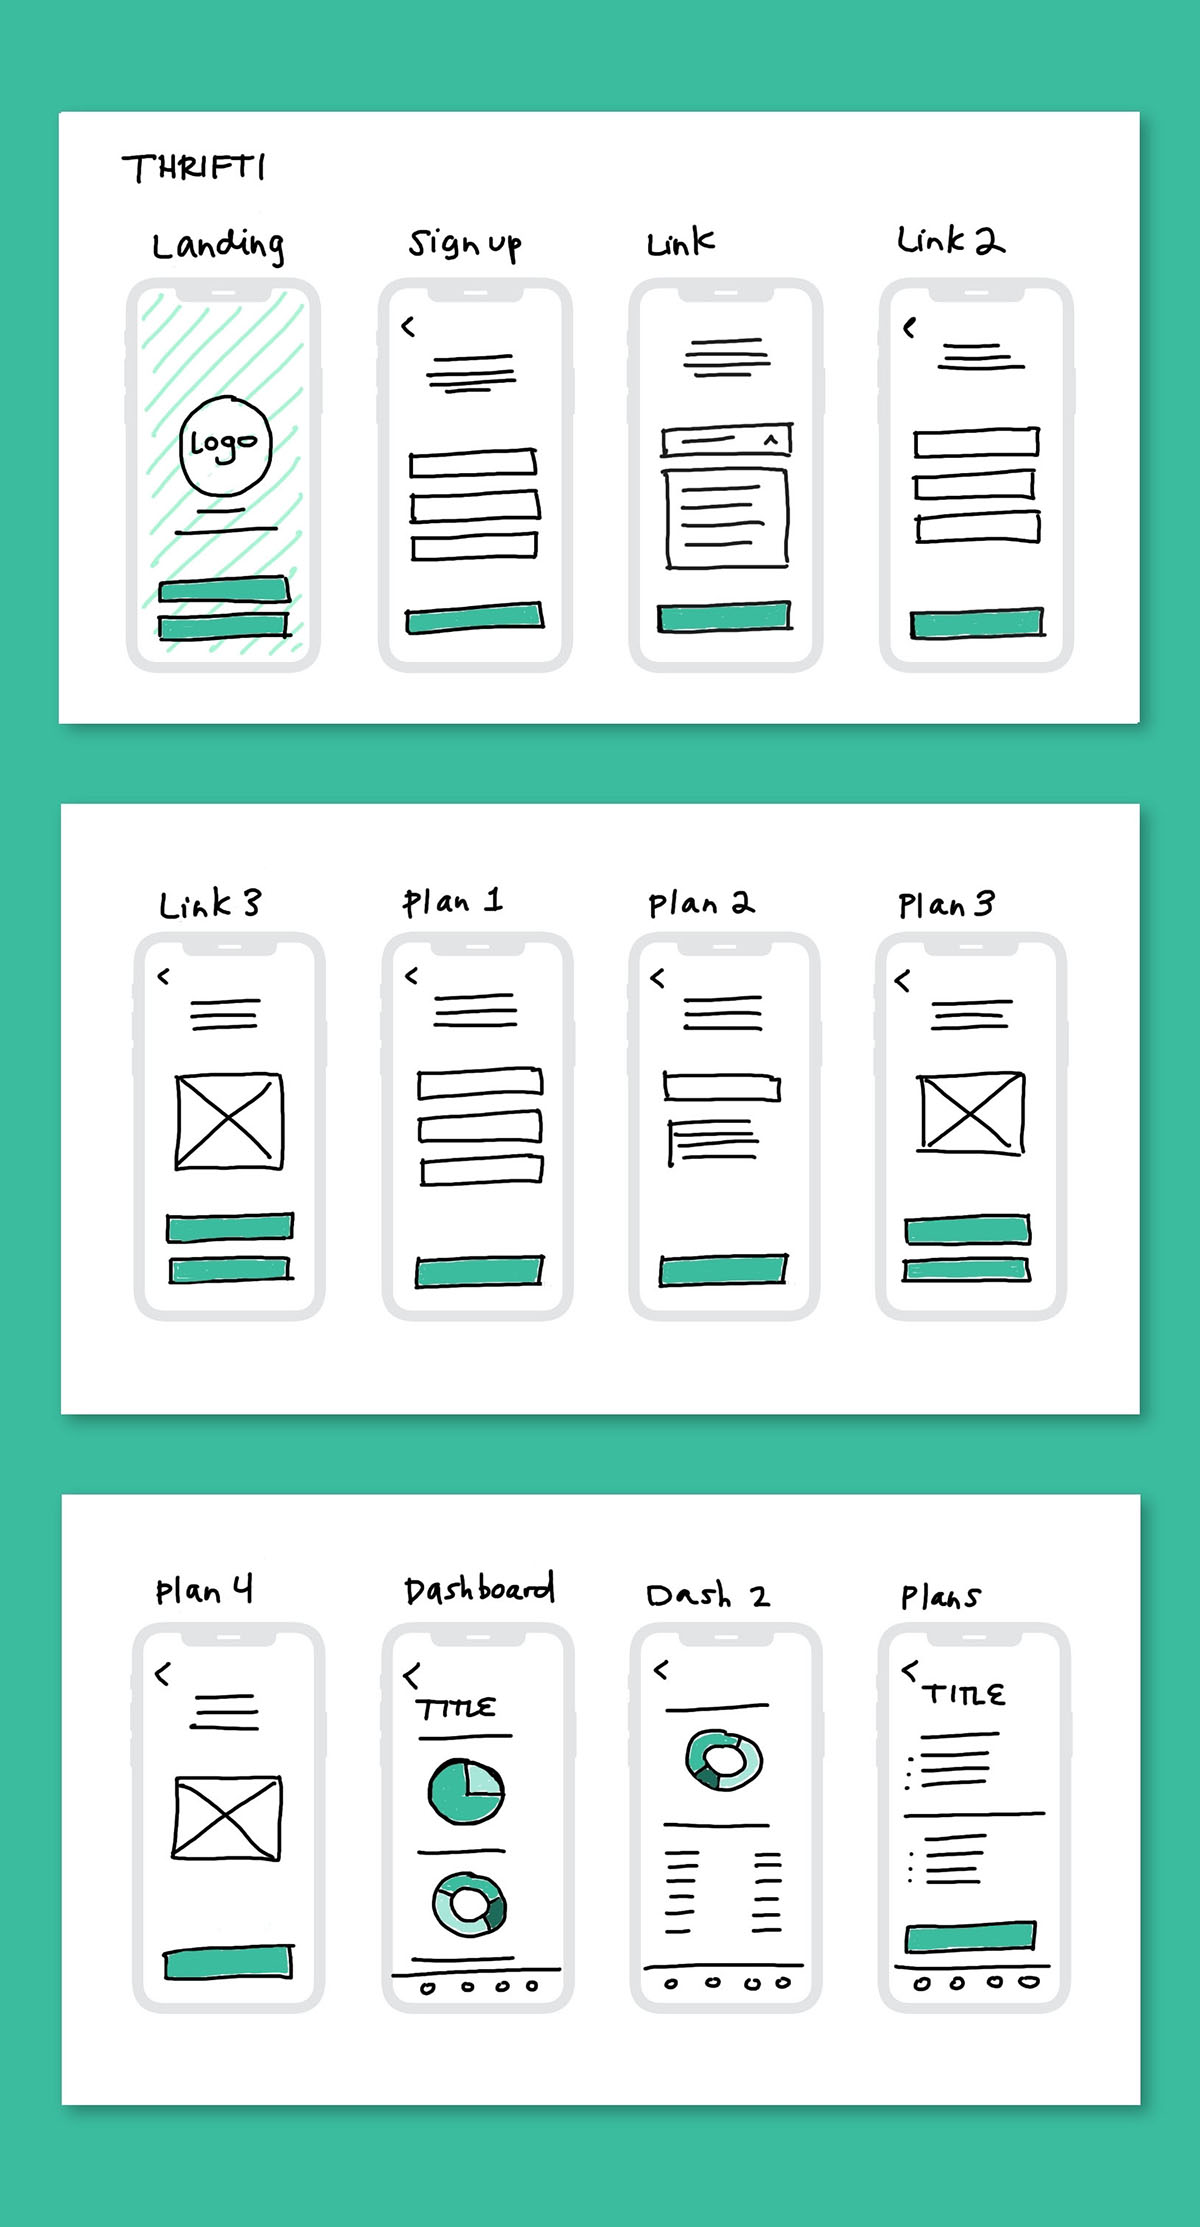 THRIFTI
Landing
Sign up
Link
Link 2
Logo
Link 3
Plan 1
Plan 2
Plan 3
Plan 4
Dashboard
Dash 2
Plans
TITLE
TITLE